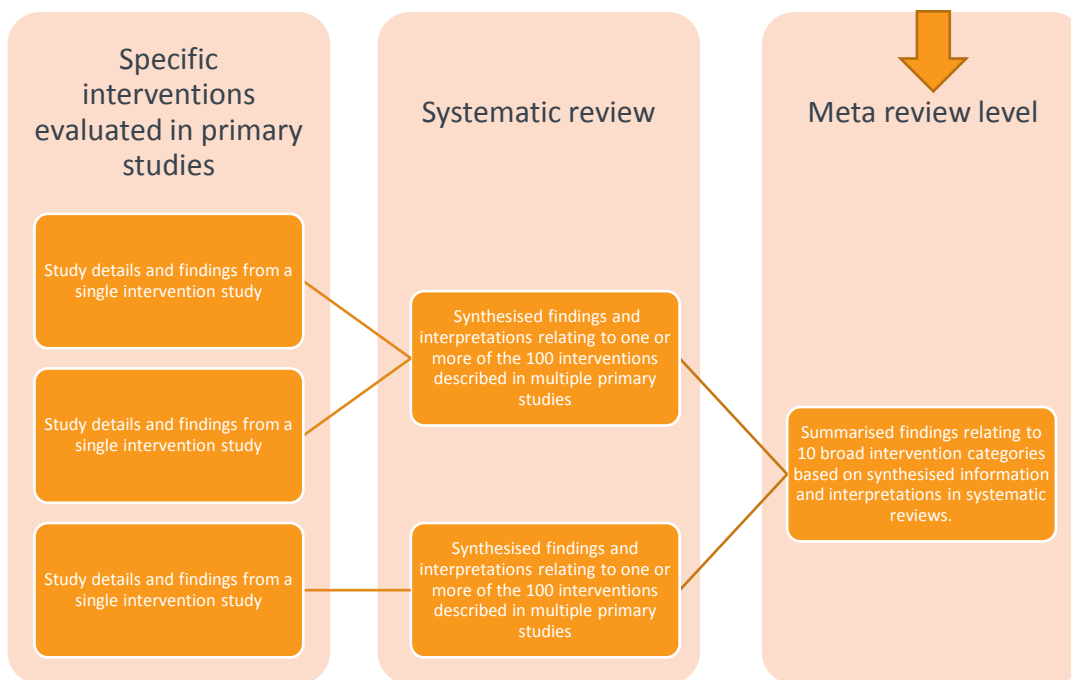 Specific
interventions
evaluated in primary
studies
Study details and findings from a
single intervention study
Study details and findings from a
single intervention study
Study details and findings from a
single intervention study
Systematic review
Synthesised findings and
interpretations relating to one or
more of the 100 interventions
described in multiple primary
studies
Synthesised findings and
interpretations relating to one or
more of the 100 interventions
described in multiple primary
studies
Meta review level
Summarised findings relating to
10 broad intervention categories
based on synthesised information
and interpretations in systematic
reviews.